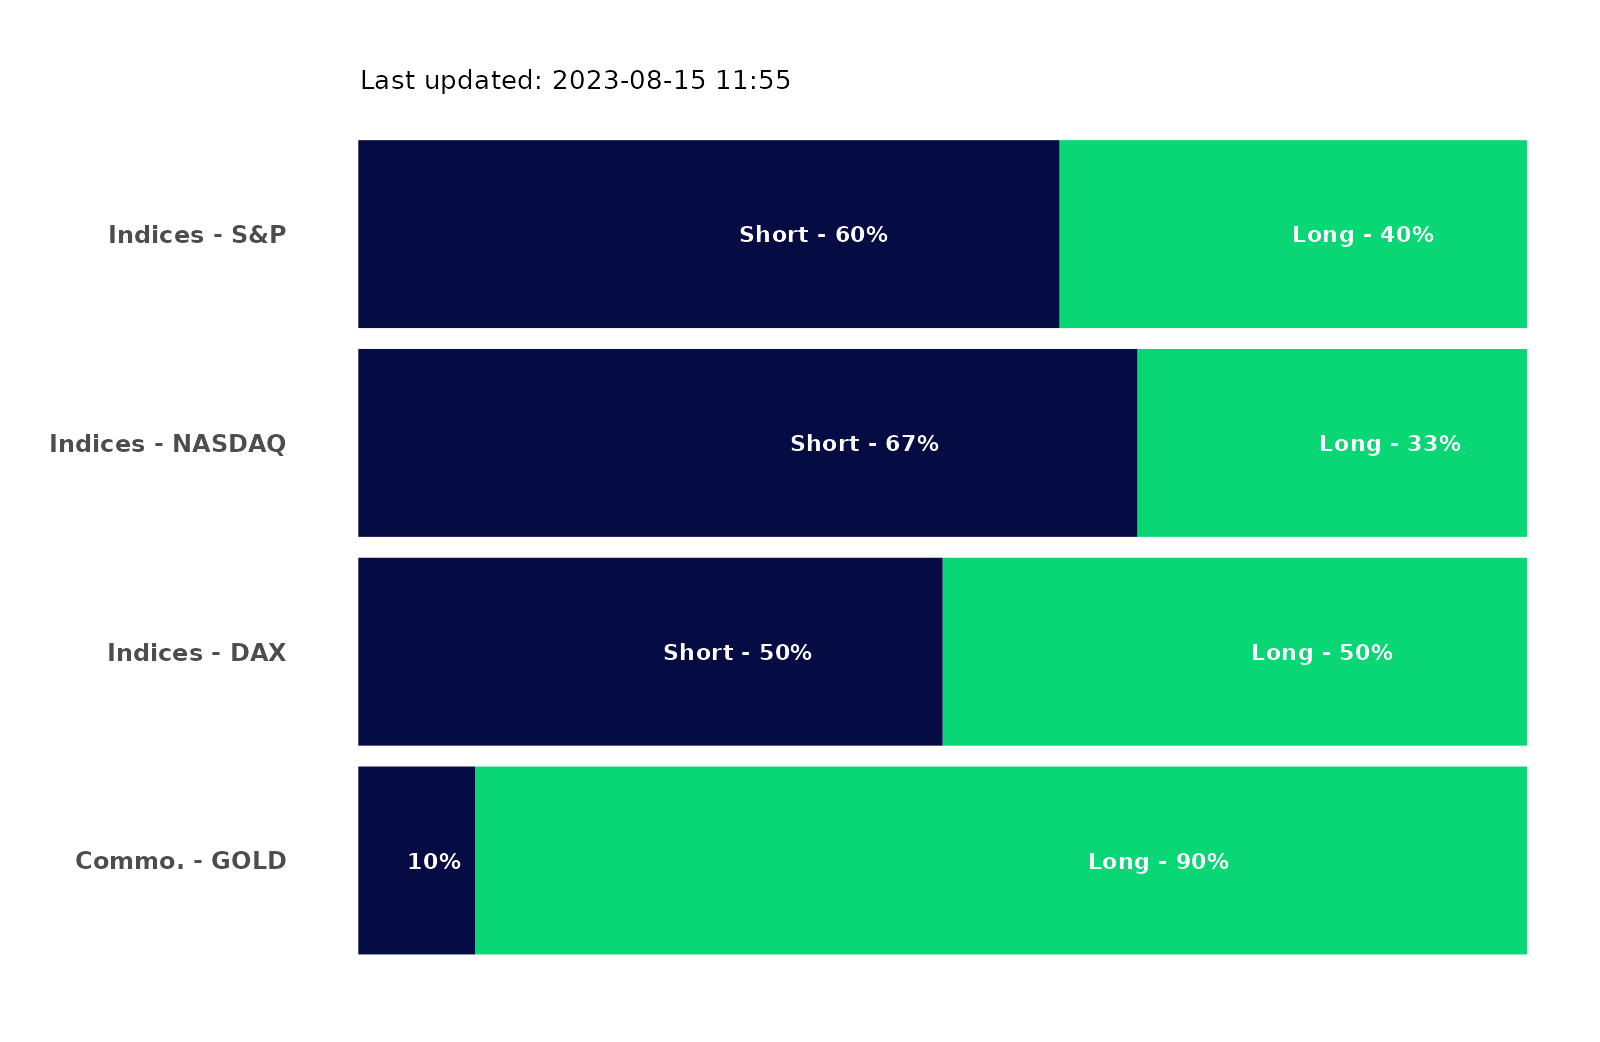 Last updated: 2023-08-15 11:55
Indices - S&P Short - 60% Long - 40%
Indices - NASDAQ Short - 67% Long - 33%
Indices - DAX Short - 50% Long - 50%
Commo. - GOLD 10% Long - 90%